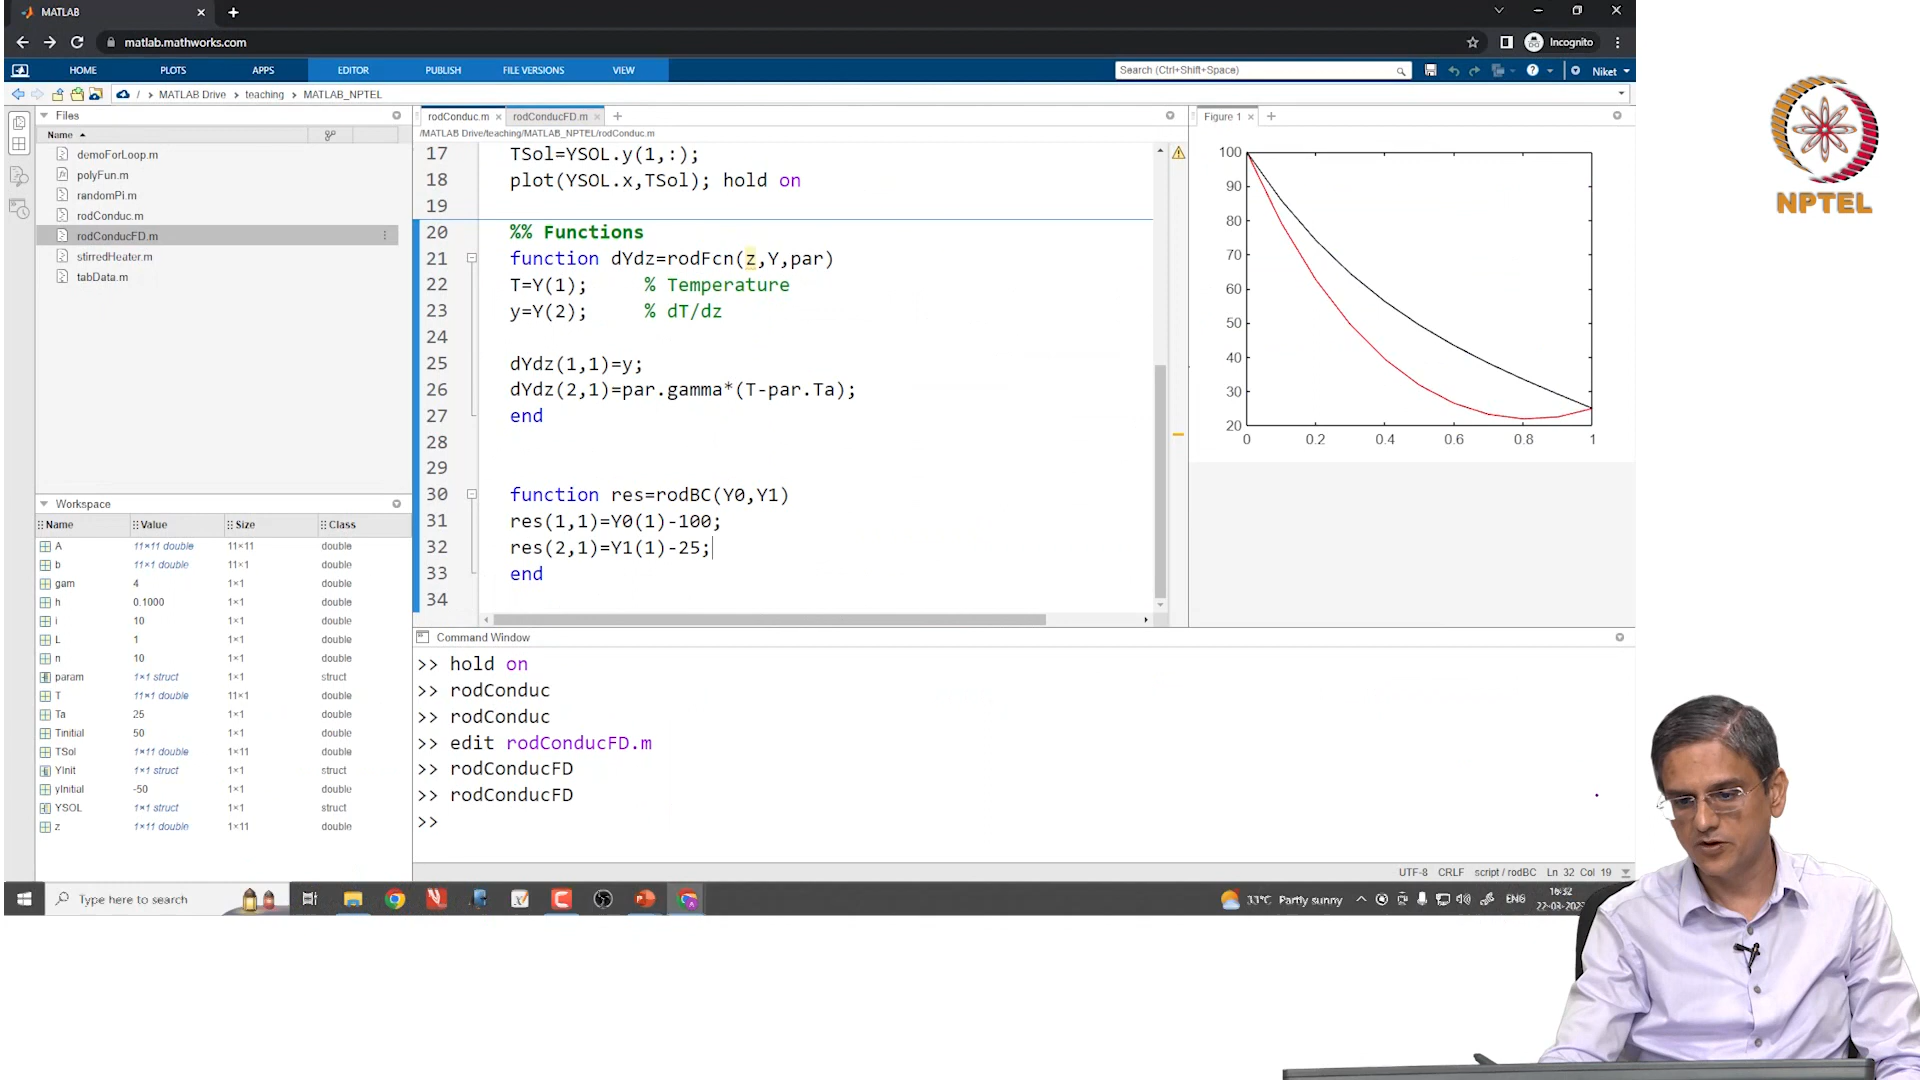 MATLAB
matlab.mathworks.com
Incognito
HOME
PLOTS
APPS
EDITOR
PUBLISH
FILE VERSIONS
VIEW
Search (Ctrl+Shift+Space)
Niket
/ > MATLAB Drive > teaching > MATLAB_NPTEL
Files
Name
demoForLoop.m
polyFun.m
randomPi.m
rodConduc.m
rodConducFD.m
stirredHeater.m
tabData.m
Workspace
Name Value Size Class
A 11×11 double 11×11 double
b 11×1 double 11×1 double
gam 4 1×1 double
h 0.1000 1×1 double
i 10 1×1 double
L 1 1×1 double
n 10 1×1 double
param 1×1 struct 1×1 struct
T 11×1 double 11×1 double
Ta 25 1×1 double
Tinitial 50 1×1 double
TSol 1×11 double 1×11 double
YInit 1×1 struct 1×1 struct
yInitial -50 1×1 double
YSOL 1×1 struct 1×1 struct
z 1×11 double 1×11 double
rodConduc.m
rodConducFD.m
/MATLAB Drive/teaching/MATLAB_NPTEL/rodConduc.m
17 TSol=YSOL.y(1,:);
18 plot(YSOL.x,TSol); hold on
19
20 %% Functions
21 function dYdz=rodFcn(z,Y,par)
22 T=Y(1); % Temperature
23 y=Y(2); % dT/dz
24
25 dYdz(1,1)=y;
26 dYdz(2,1)=par.gamma*(T-par.Ta);
27 end
28
29
30 function res=rodBC(Y0,Y1)
31 res(1,1)=Y0(1)-100;
32 res(2,1)=Y1(1)-25;
33 end
34
Command Window
>> hold on
>> rodConduc
>> rodConduc
>> edit rodConducFD.m
>> rodConducFD
>> rodConducFD
>>
UTF-8 CRLF script / rodBC Ln 32 Col 19
Figure 1
100
90
80
70
60
50
40
30
20
0 0.2 0.4 0.6 0.8 1
NPTEL
Type here to search
33°C Partly sunny
ENG
16:32